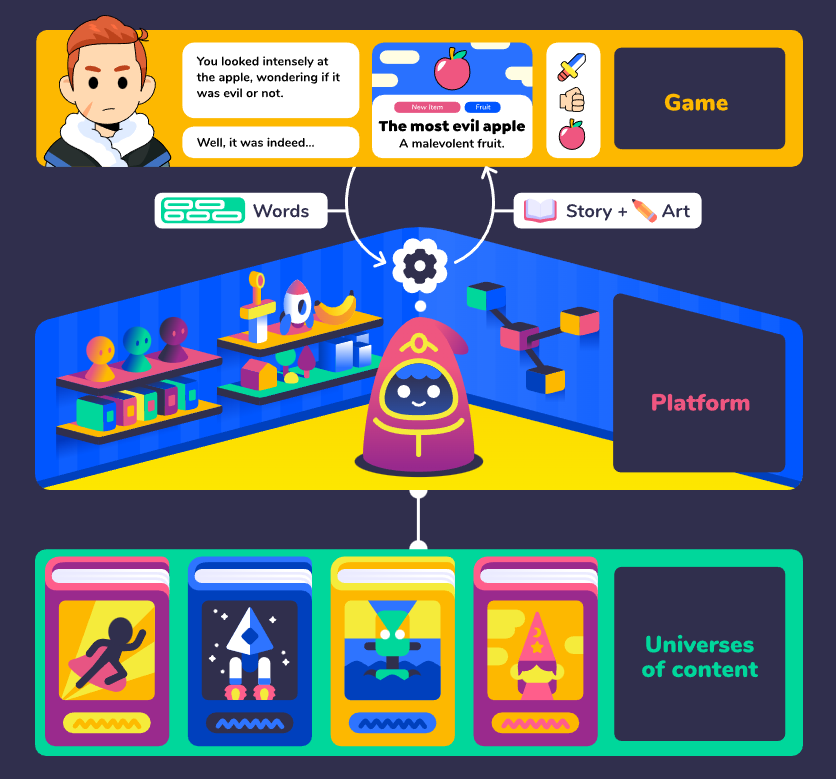 You looked intensely at
the apple, wondering if it
was evil or not.
Well, it was indeed...
New Item
Fruit
The most evil apple
A malevolent fruit.
Game
Words
Story + Art
Platform
Universes
of content